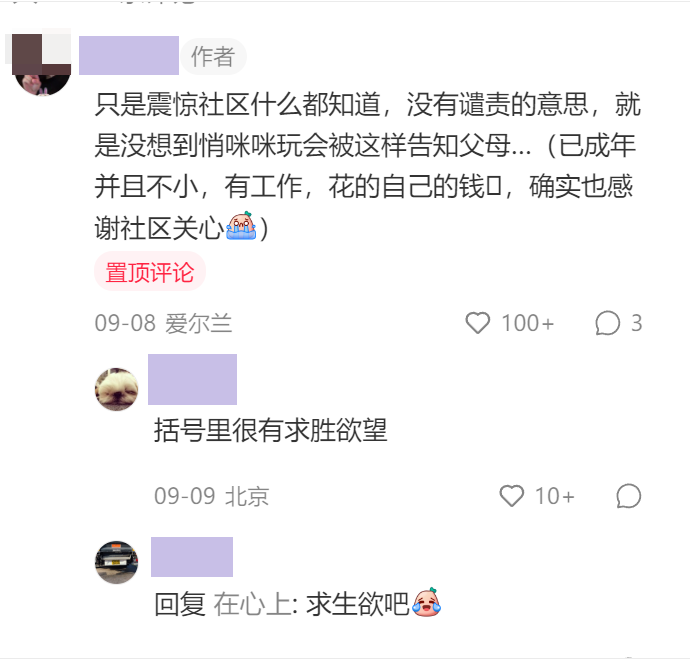 作者
只是震惊社区什么都知道，没有谴责的意思，就
是没想到悄咪咪玩会被这样告知父母...（已成年
并且不小，有工作，花的自己的钱，确实也感
谢社区关心）
置顶评论
09-08 爱尔兰 100+ 3
括号里很有求胜欲望
09-09 北京 10+
回复 在心上: 求生欲吧